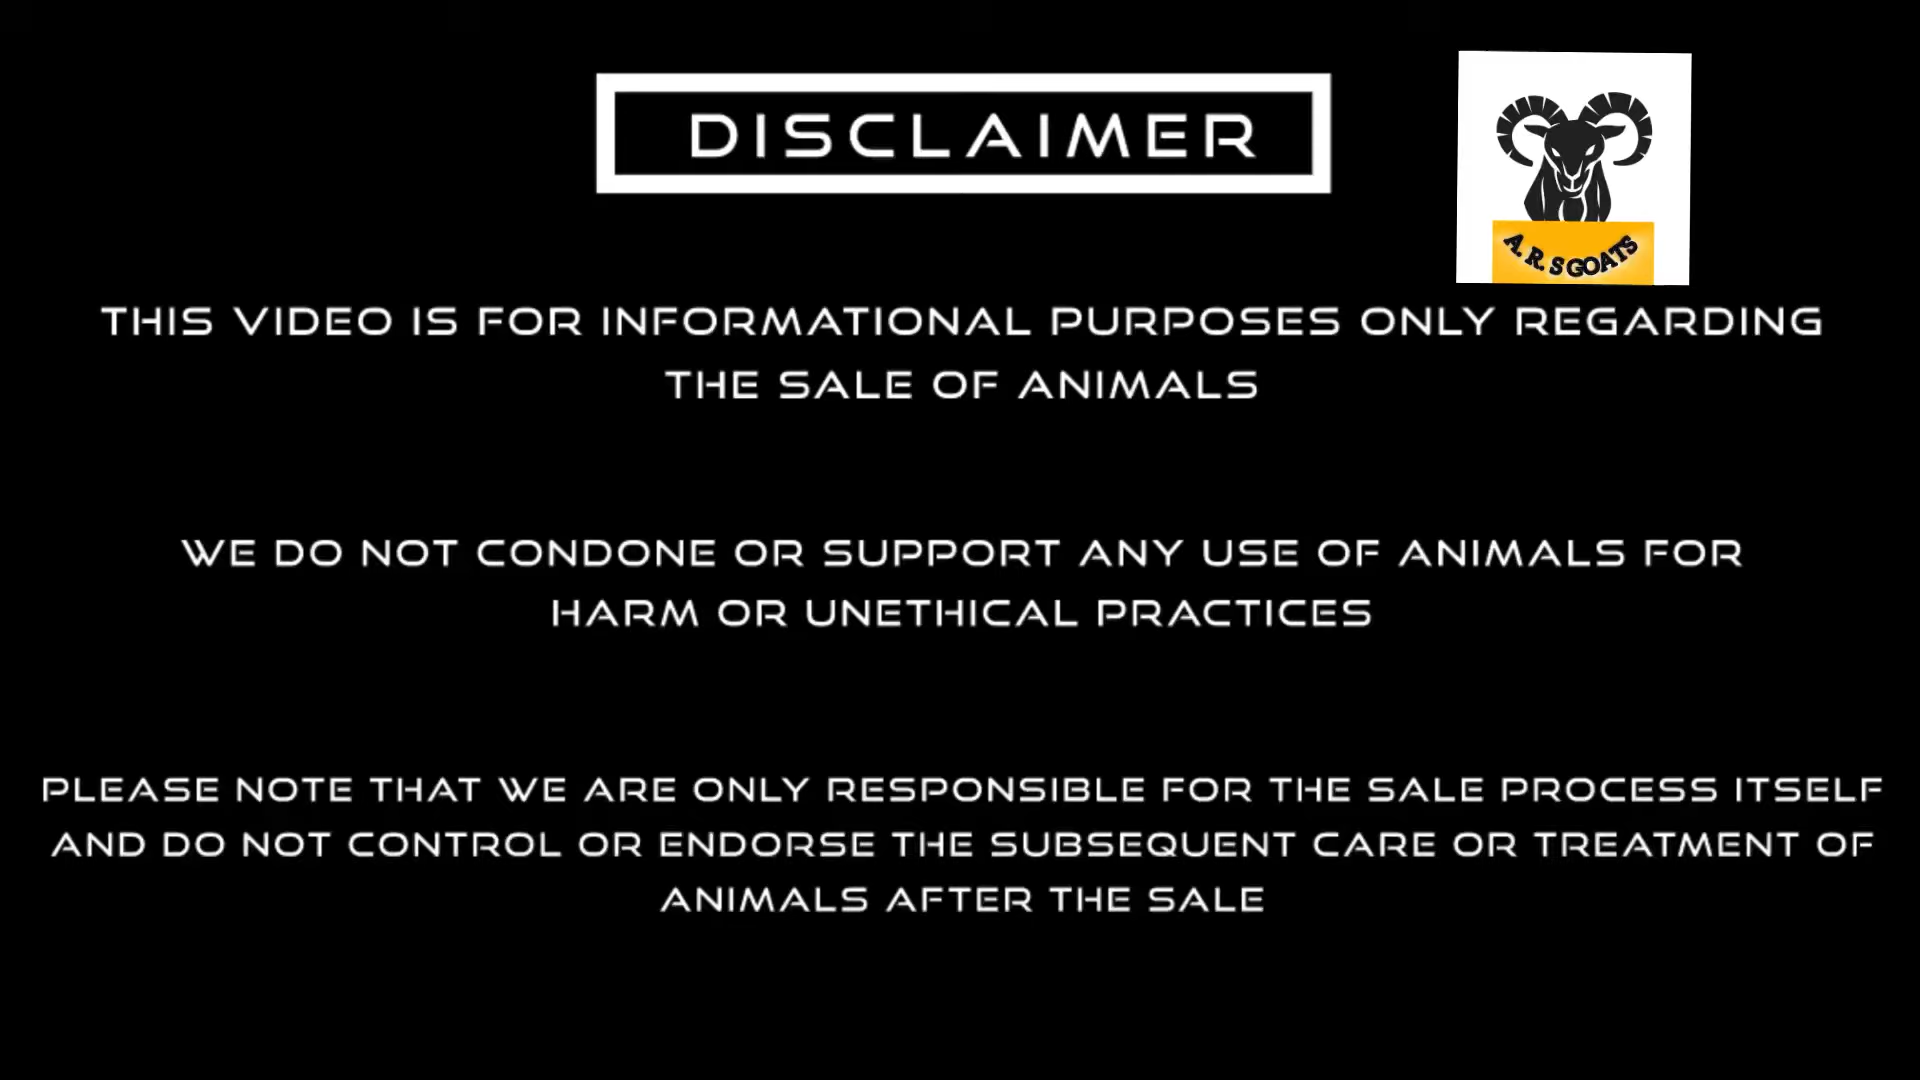 DISCLAIMER
A. R. S GOATS
THIS VIDEO IS FOR INFORMATIONAL PURPOSES ONLY REGARDING
THE SALE OF ANIMALS
WE DO NOT CONDONE OR SUPPORT ANY USE OF ANIMALS FOR
HARM OR UNETHICAL PRACTICES
PLEASE NOTE THAT WE ARE ONLY RESPONSIBLE FOR THE SALE PROCESS ITSELF
AND DO NOT CONTROL OR ENDORSE THE SUBSEQUENT CARE OR TREATMENT OF
ANIMALS AFTER THE SALE